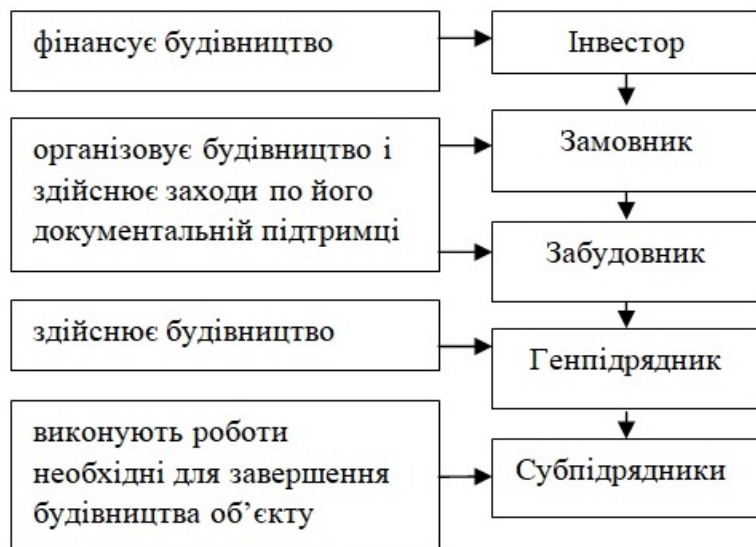 фінансує будівництво
Інвестор
організовує будівництво і
здійснює заходи по його
документальній підтримці
Замовник
Забудовник
здійснює будівництво
Генпідрядник
виконують роботи
необхідні для завершення
будівництва об’єкту
Субпідрядники